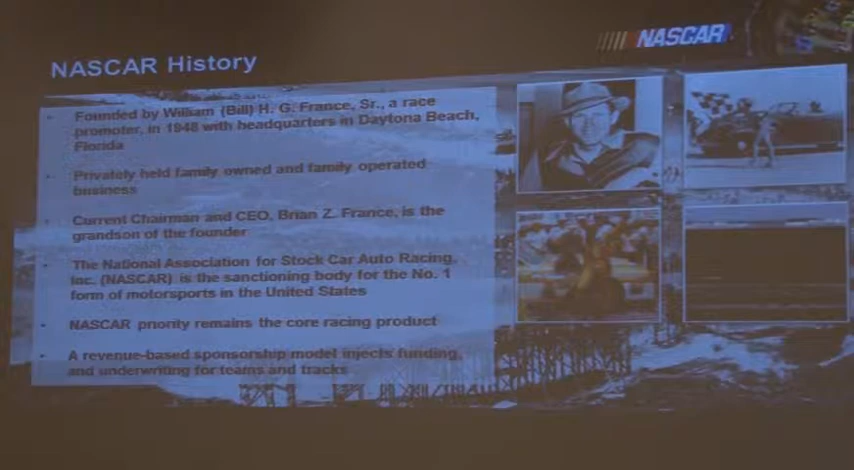 NASCAR
NASCAR History
Founded by William (Bill) H. G. France, Sr., a race
promoter, in 1948 with headquarters in Daytona Beach,
Florida
Privately held family owned and family operated
business
Current Chairman and CEO, Brian Z. France, is the
grandson of the founder
The National Association for Stock Car Auto Racing,
Inc. (NASCAR) is the sanctioning body for the No. 1
form of motorsports in the United States
NASCAR priority remains the core racing product
A revenue-based sponsorship model injects funding,
and underwriting for teams and tracks